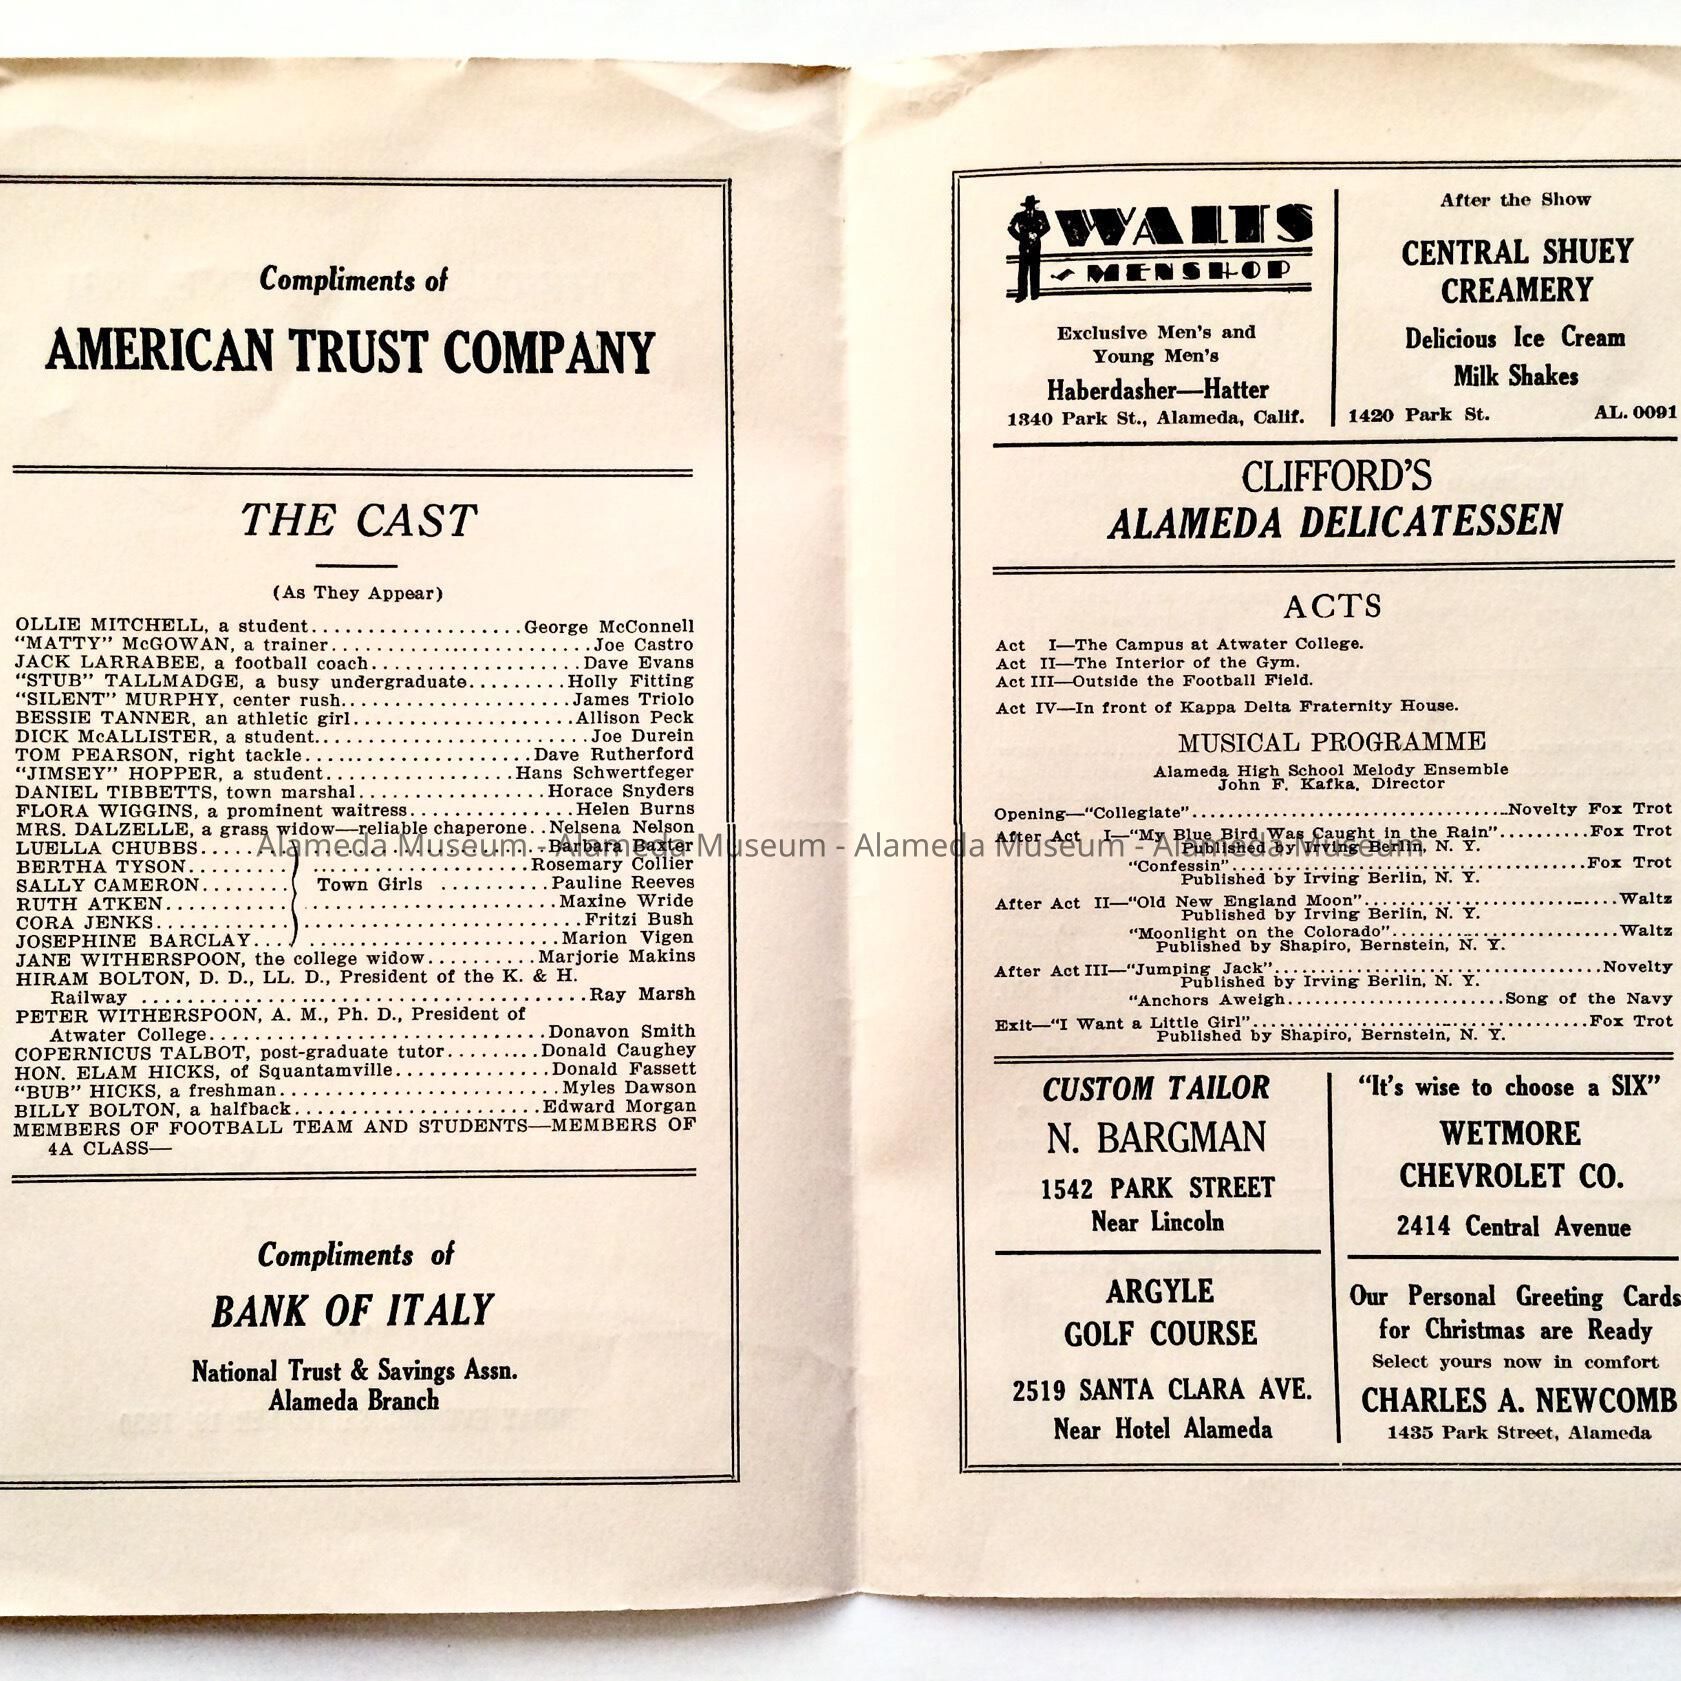 Compliments of
AMERICAN TRUST COMPANY
THE CAST
(As They Appear)
OLLIE MITCHELL, a student...................George McConnell
"MATTY" McGOWAN, a trainer.......................Joe Castro
JACK LARRABEE, a football coach...................Dave Evans
"STUB" TALLMADGE, a busy undergraduate.........Holly Fitting
"SILENT" MURPHY, center rush....................James Triolo
BESSIE TANNER, an athletic girl...................Allison Peck
DICK McALLISTER, a student........................Joe Durein
TOM PEARSON, right tackle....................Dave Rutherford
"JIMSEY" HOPPER, a student.................Hans Schwertfeger
DANIEL TIBBETTS, town marshal.................Horace Snyders
FLORA WIGGINS, a prominent waitress...............Helen Burns
MRS. DALZELLE, a grass widow—reliable chaperone..Nelsena Nelson
LUELLA CHUBBS..............................Barbara Baxter
BERTHA TYSON..............................Rosemary Collier
SALLY CAMERON........ Town Girls ..........Pauline Reeves
RUTH ATKEN.................................Maxine Wride
CORA JENKS...................................Fritzi Bush
JOSEPHINE BARCLAY..........................Marion Vigen
JANE WITHERSPOON, the college widow..........Marjorie Makins
HIRAM BOLTON, D. D., LL. D., President of the K. & H.
Railway .......................................Ray Marsh
PETER WITHERSPOON, A. M., Ph. D., President of
Atwater College..............................Donavon Smith
COPERNICUS TALBOT, post-graduate tutor.........Donald Caughey
HON. ELAM HICKS, of Squantamville.............Donald Fassett
"BUB" HICKS, a freshman.........................Myles Dawson
BILLY BOLTON, a halfback......................Edward Morgan
MEMBERS OF FOOTBALL TEAM AND STUDENTS—MEMBERS OF
4A CLASS—
Compliments of
BANK OF ITALY
National Trust & Savings Assn.
Alameda Branch
WALTS
MENSHOP
Exclusive Men's and
Young Men's
Haberdasher—Hatter
1340 Park St., Alameda, Calif.
After the Show
CENTRAL SHUEY
CREAMERY
Delicious Ice Cream
Milk Shakes
1420 Park St. AL. 0091
CLIFFORD'S
ALAMEDA DELICATESSEN
ACTS
Act I—The Campus at Atwater College.
Act II—The Interior of the Gym.
Act III—Outside the Football Field.
Act IV—In front of Kappa Delta Fraternity House.
MUSICAL PROGRAMME
Alameda High School Melody Ensemble
John F. Kafka, Director
Opening—"Collegiate"..............................Novelty Fox Trot
After Act I—"My Blue Bird Was Caught in the Rain"..........Fox Trot
Published by Irving Berlin, N. Y.
"Confessin"....................................Fox Trot
Published by Irving Berlin, N. Y.
After Act II—"Old New England Moon"...........................Waltz
Published by Irving Berlin, N. Y.
"Moonlight on the Colorado".........................Waltz
Published by Shapiro, Bernstein, N. Y.
After Act III—"Jumping Jack"................................Novelty
Published by Irving Berlin, N. Y.
"Anchors Aweigh.......................Song of the Navy
Exit—"I Want a Little Girl"..............................Fox Trot
Published by Shapiro, Bernstein, N. Y.
CUSTOM TAILOR
N. BARGMAN
1542 PARK STREET
Near Lincoln
"It's wise to choose a SIX"
WETMORE
CHEVROLET CO.
2414 Central Avenue
ARGYLE
GOLF COURSE
2519 SANTA CLARA AVE.
Near Hotel Alameda
Our Personal Greeting Cards
for Christmas are Ready
Select yours now in comfort
CHARLES A. NEWCOMB
1435 Park Street, Alameda
Alameda Museum - Alameda Museum - Alameda Museum - Alameda Museum